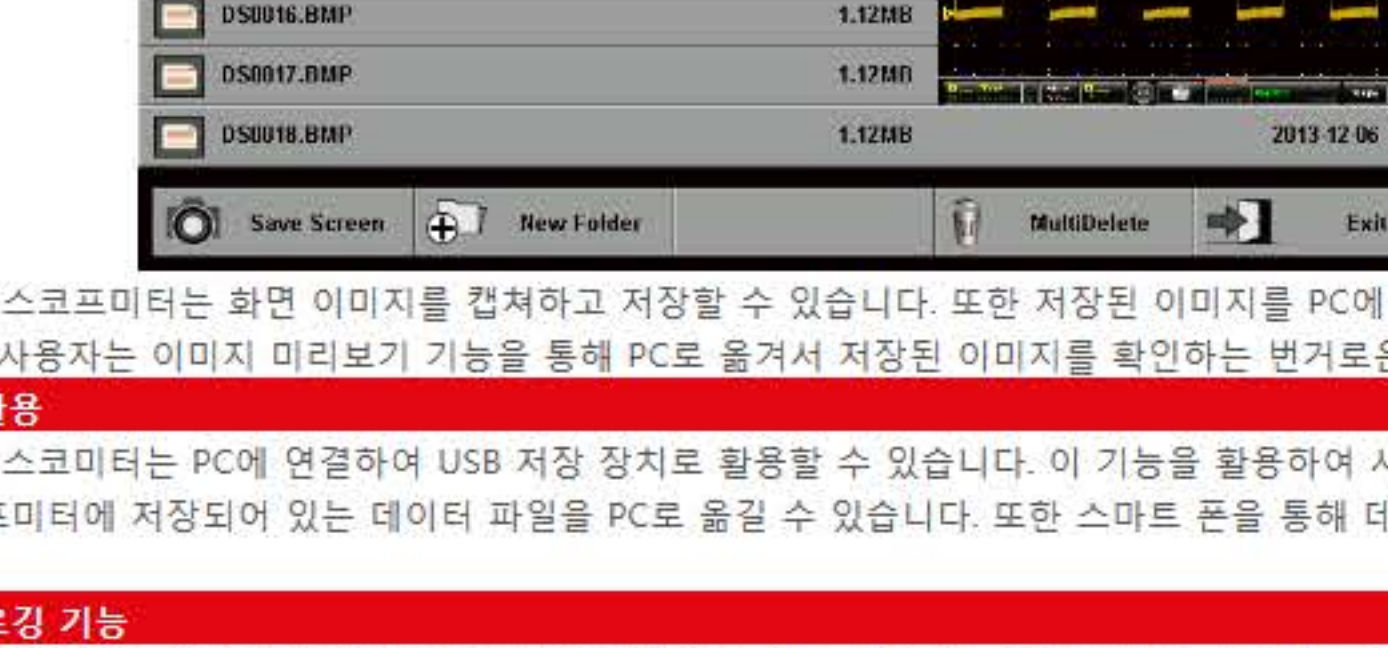 DS0016.BMP 1.12MB
DS0017.BMP 1.12MB
DS0018.BMP 1.12MB 2013-12-06
Save Screen New Folder MultiDelete Exit
스코프미터는 화면 이미지를 캡쳐하고 저장할 수 있습니다. 또한 저장된 이미지를 PC에
사용자는 이미지 미리보기 기능을 통해 PC로 옮겨서 저장된 이미지를 확인하는 번거로운
용
스코미터는 PC에 연결하여 USB 저장 장치로 활용할 수 있습니다. 이 기능을 활용하여
프미터에 저장되어 있는 데이터 파일을 PC로 옮길 수 있습니다. 또한 스마트 폰을 통해 데
로깅 기능